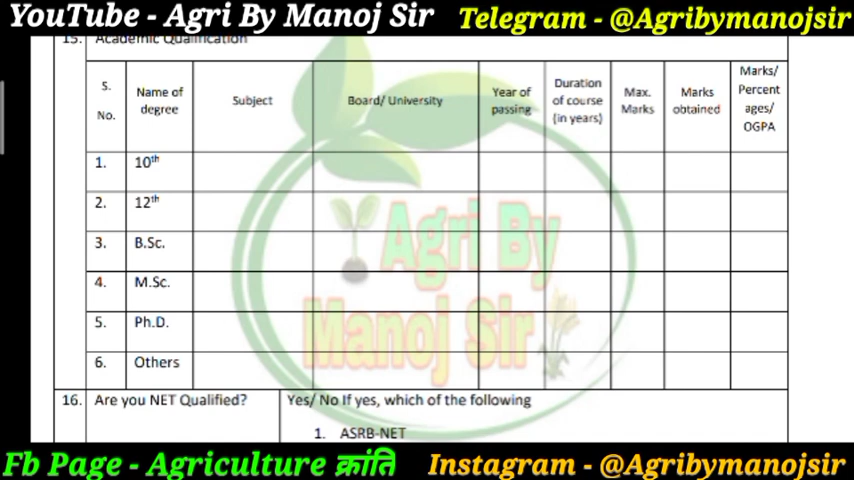 YouTube - Agri By Manoj Sir
Telegram - @Agribymanojsir
15. Academic Qualification
S. No. Name of degree Subject Board/ University Year of passing Duration of course (in years) Max. Marks Marks obtained Marks/ Percent ages/ OGPA
1. 10th
2. 12th
3. B.Sc.
4. M.Sc.
5. Ph.D.
6. Others
Agri By
Manoj Sir
16. Are you NET Qualified? Yes/ No If yes, which of the following
1. ASRB-NET
Fb Page - Agriculture क्रांति
Instagram - @Agribymanojsir